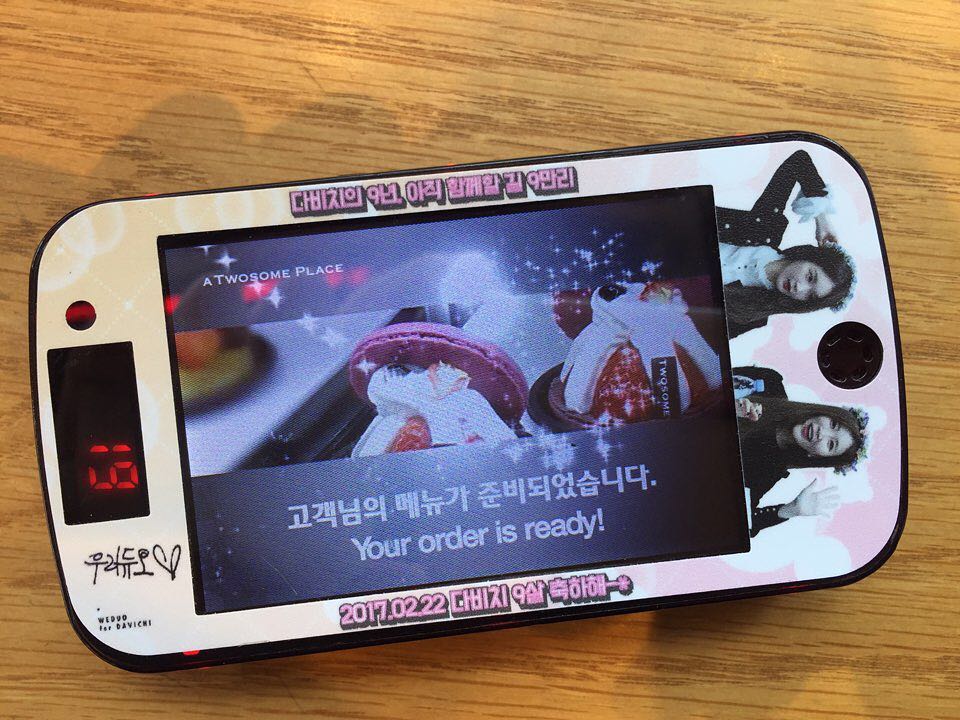 다비치의 9년, 아직 함께할 길 9만리
A TWOSOME PLACE
TWOSOME
고객님의 메뉴가 준비되었습니다.
Your order is ready!
우리듀오♡
WEDUO
for DAVICHI
2017.02.22 다비치 9살 축하해~*